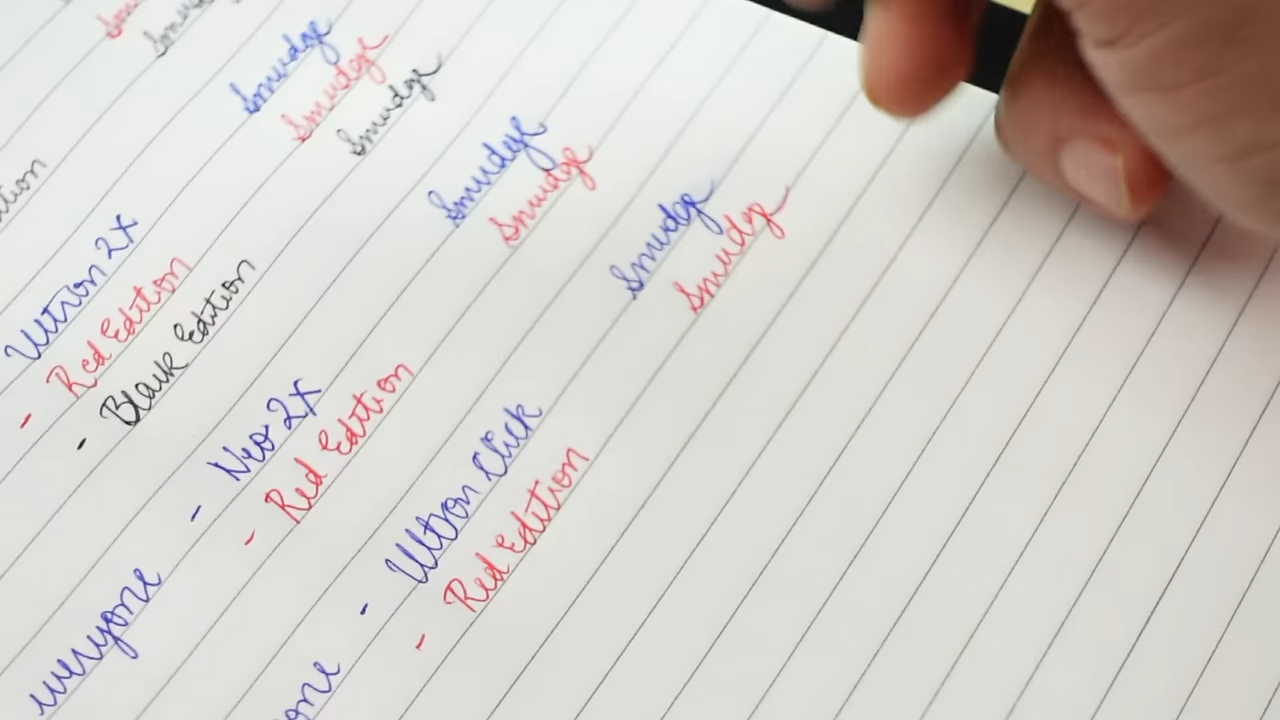 Ultron 2X Smudge
- Red Edition Smudge
- Black Edition Smudge
everyone - Neo 2X Smudge
- Red Edition Smudge
- Ultron Click Smudge
- Red Edition Smudge